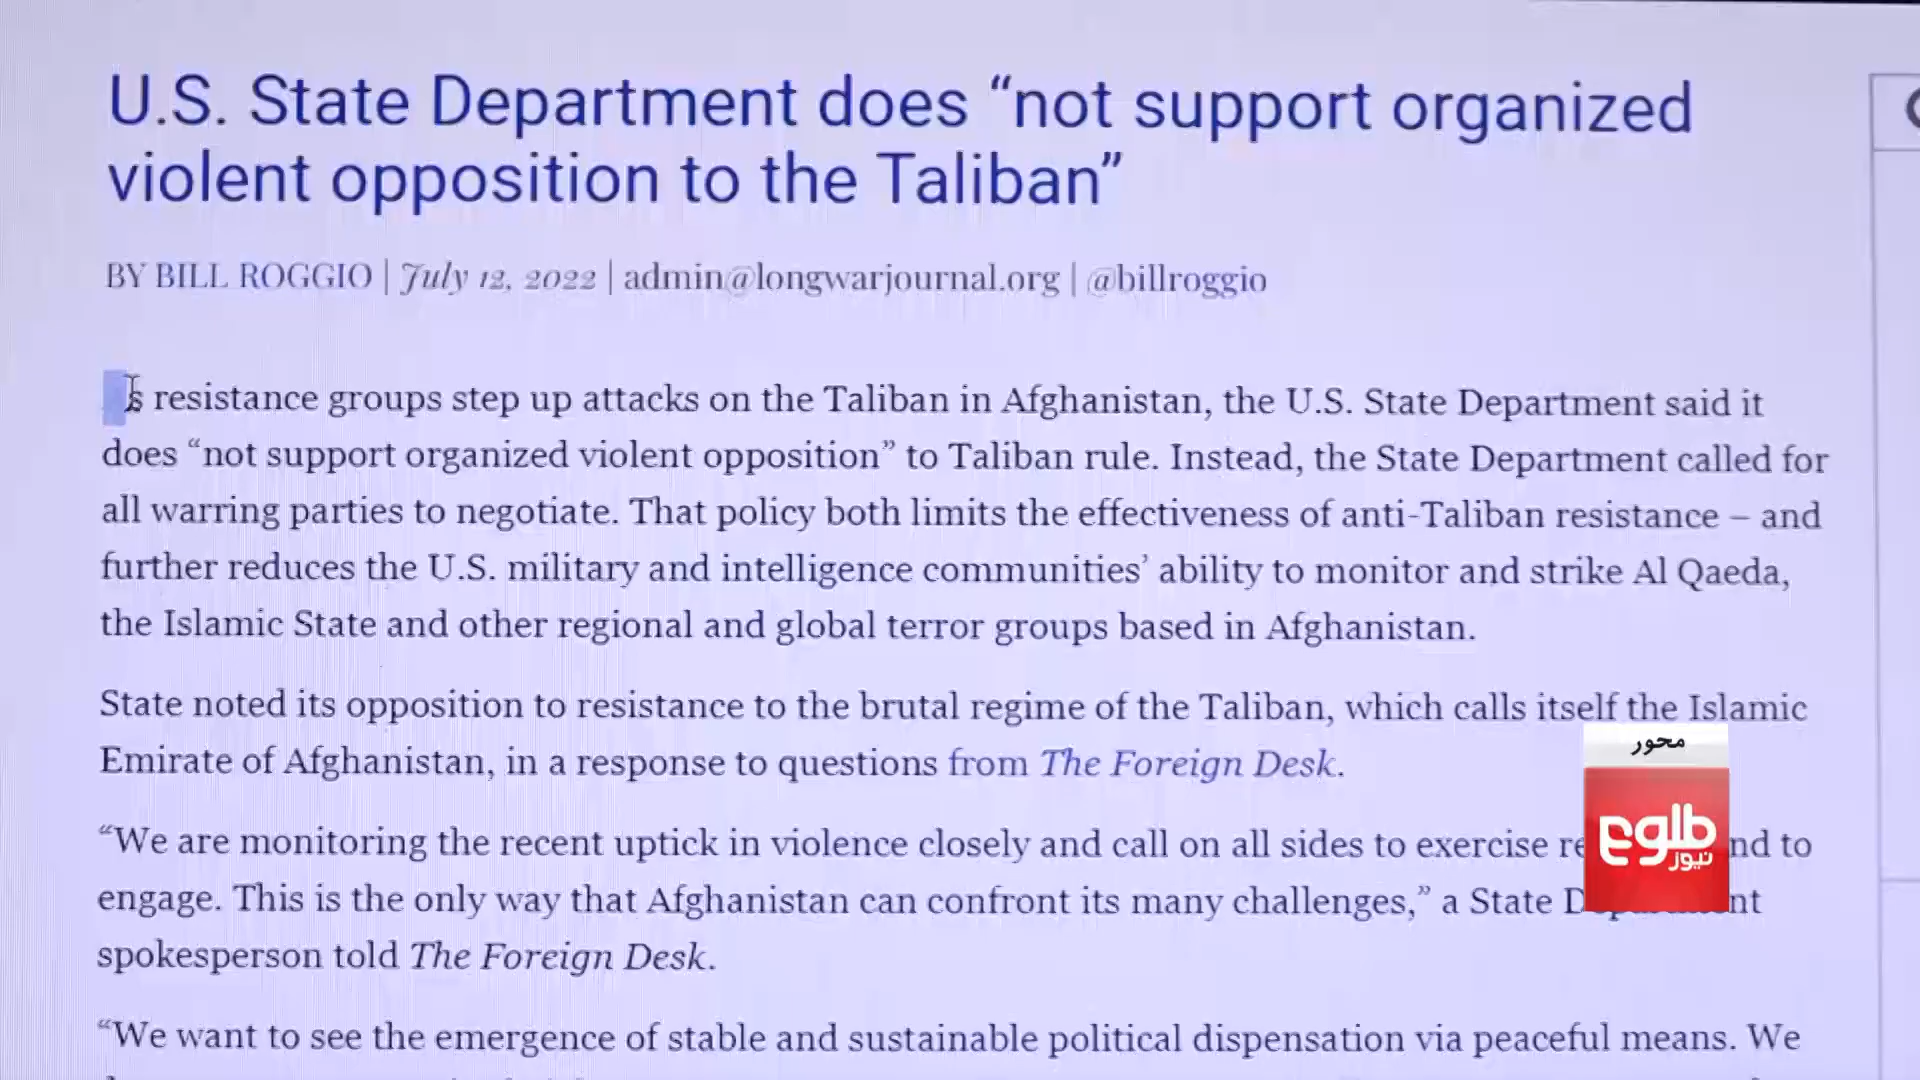 U.S. State Department does “not support organized
violent opposition to the Taliban”
BY BILL ROGGIO | July 12, 2022 | admin@longwarjournal.org | @billroggio
s resistance groups step up attacks on the Taliban in Afghanistan, the U.S. State Department said it
does “not support organized violent opposition” to Taliban rule. Instead, the State Department called for
all warring parties to negotiate. That policy both limits the effectiveness of anti-Taliban resistance – and
further reduces the U.S. military and intelligence communities’ ability to monitor and strike Al Qaeda,
the Islamic State and other regional and global terror groups based in Afghanistan.
State noted its opposition to resistance to the brutal regime of the Taliban, which calls itself the Islamic
Emirate of Afghanistan, in a response to questions from The Foreign Desk.
“We are monitoring the recent uptick in violence closely and call on all sides to exercise nd to
engage. This is the only way that Afghanistan can confront its many challenges,” a State
spokesperson told The Foreign Desk.
“We want to see the emergence of stable and sustainable political dispensation via peaceful means. We
محور
طلوع
نیوز